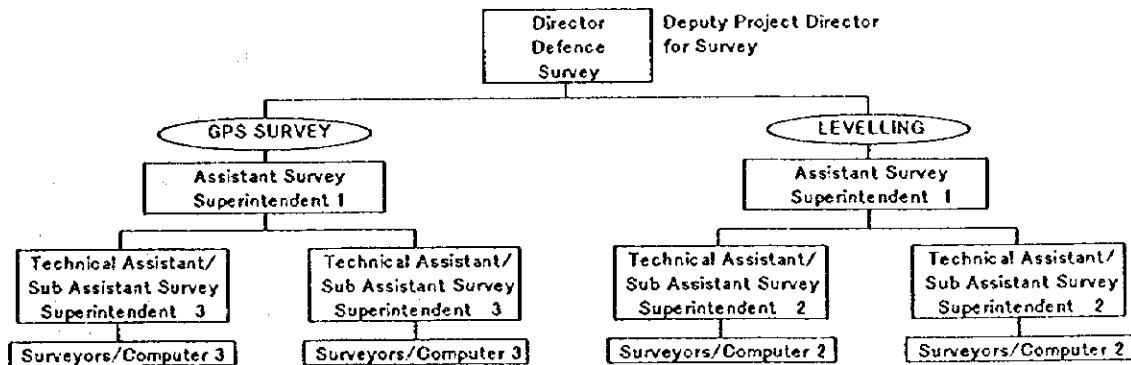 Director
Defence
Survey
Deputy Project Director
for Survey
GPS SURVEY
LEVELLING
Assistant Survey
Superintendent 1
Assistant Survey
Superintendent 1
Technical Assistant/
Sub Assistant Survey
Superintendent 3
Technical Assistant/
Sub Assistant Survey
Superintendent 3
Technical Assistant/
Sub Assistant Survey
Superintendent 2
Technical Assistant/
Sub Assistant Survey
Superintendent 2
Surveyors/Computer 3
Surveyors/Computer 3
Surveyors/Computer 2
Surveyors/Computer 2